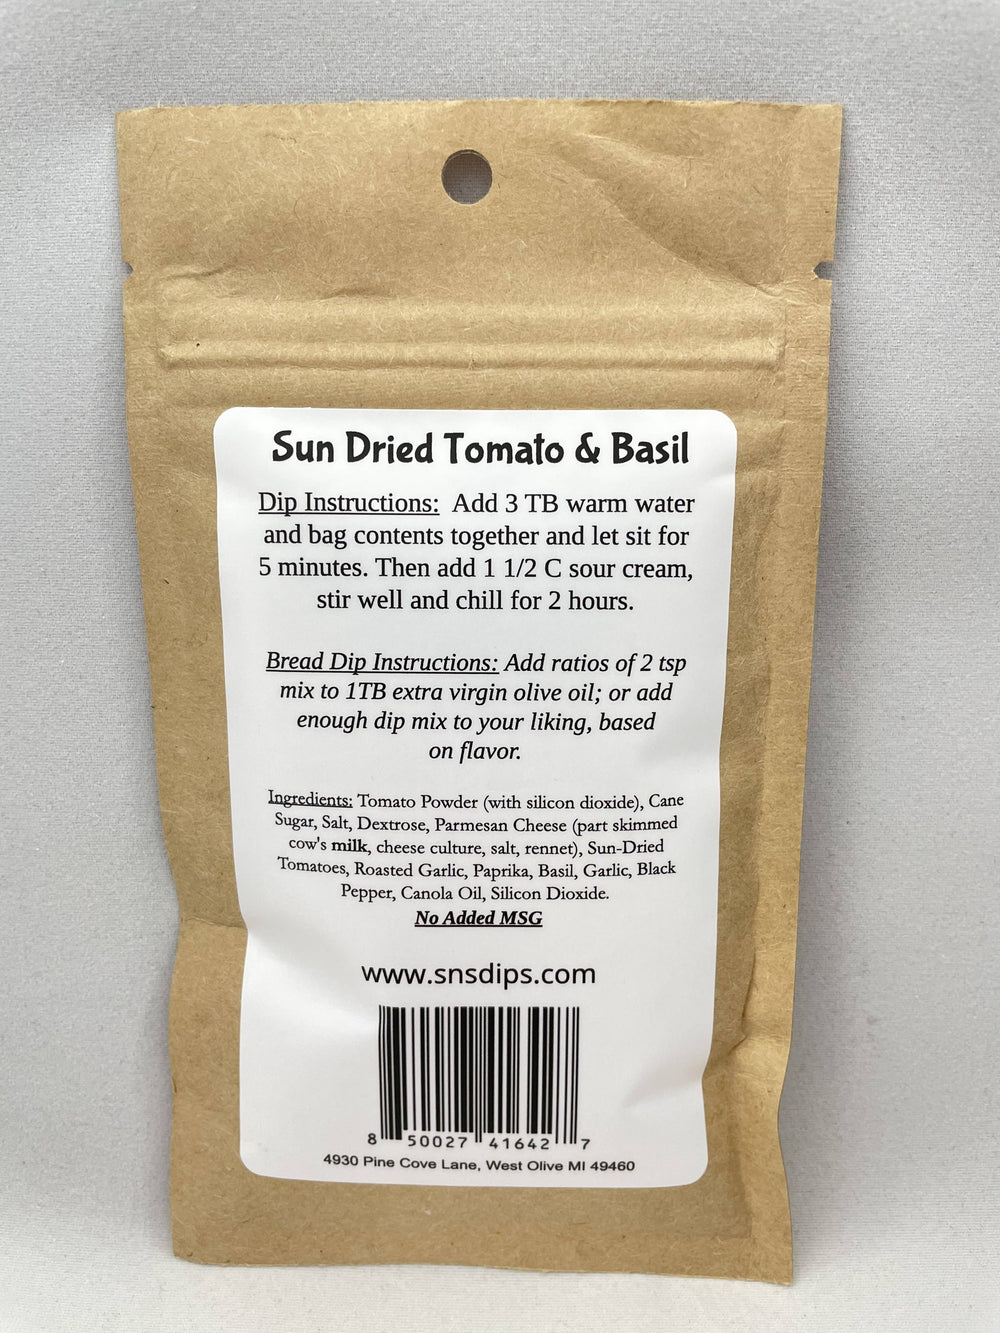 Sun Dried Tomato & Basil
Dip Instructions: Add 3 TB warm water
and bag contents together and let sit for
5 minutes. Then add 1 1/2 C sour cream,
stir well and chill for 2 hours.
Bread Dip Instructions: Add ratios of 2 tsp
mix to 1TB extra virgin olive oil; or add
enough dip mix to your liking, based
on flavor.
Ingredients: Tomato Powder (with silicon dioxide), Cane
Sugar, Salt, Dextrose, Parmesan Cheese (part skimmed
cow's milk, cheese culture, salt, rennet), Sun-Dried
Tomatoes, Roasted Garlic, Paprika, Basil, Garlic, Black
Pepper, Canola Oil, Silicon Dioxide.
No Added MSG
www.snsdips.com
8 50027 41642 7
4930 Pine Cove Lane, West Olive MI 49460